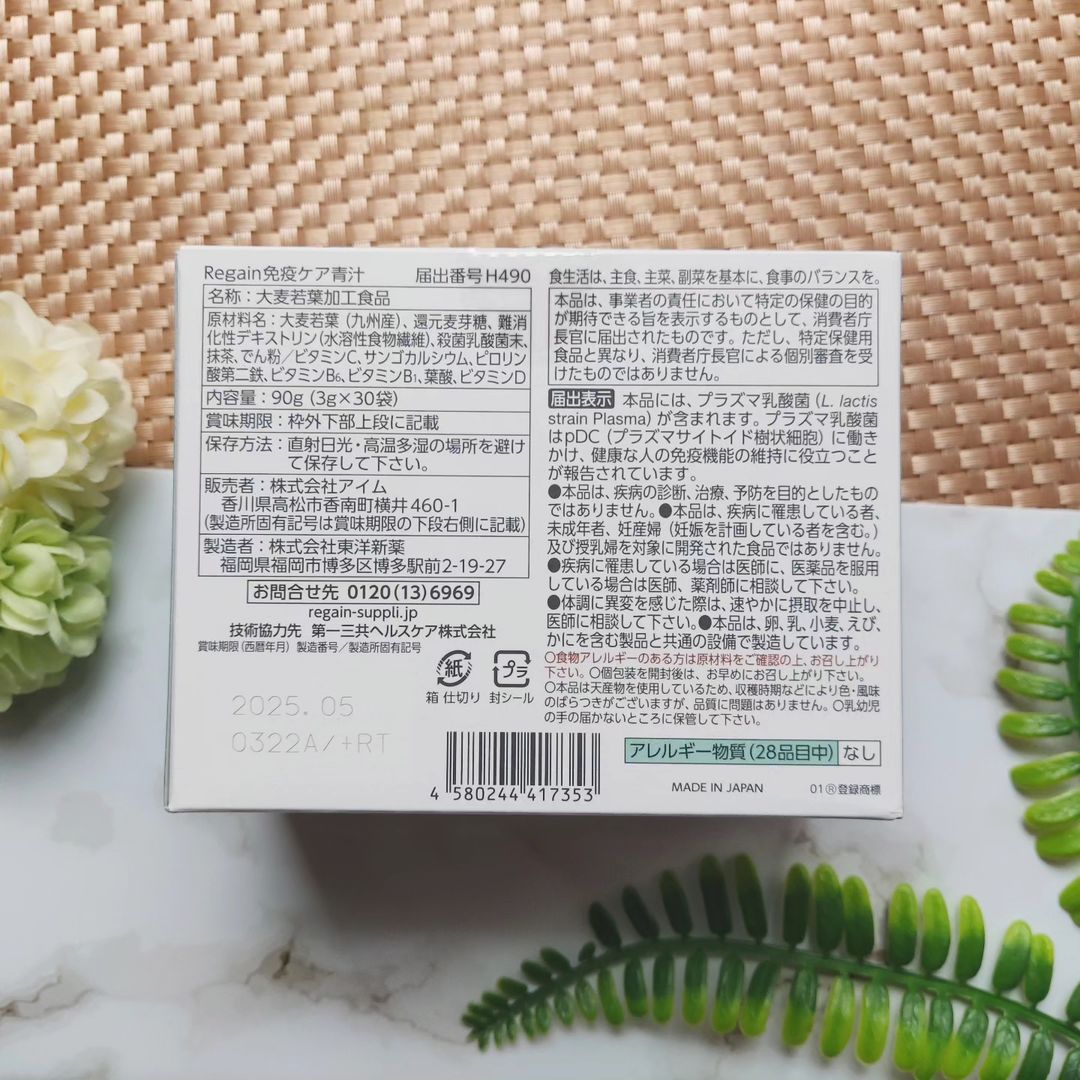 Regain免疫ケア青汁 届出番号H490
名称：大麦若葉加工食品
原材料名：大麦若葉（九州産）、還元麦芽糖、難消
化性デキストリン（水溶性食物繊維）、殺菌乳酸菌末、
抹茶、でん粉／ビタミンC、サンゴカルシウム、ピロリン
酸第二鉄、ビタミンB₆、ビタミンB₁、葉酸、ビタミンD
内容量：90g（3g×30袋）
賞味期限：枠外下部上段に記載
保存方法：直射日光・高温多湿の場所を避け
て保存して下さい。
販売者：株式会社アイム
香川県高松市香南町横井460-1
（製造所固有記号は賞味期限の下段右側に記載）
製造者：株式会社東洋新薬
福岡県福岡市博多区博多駅前2-19-27
お問合せ先 0120(13)6969
regain-suppli.jp
技術協力先 第一三共ヘルスケア株式会社
賞味期限（西暦年月）製造番号／製造所固有記号
紙 プラ
箱 仕切り 封シール
2025.05
0322A/+RT
4 580244 417353
食生活は、主食、主菜、副菜を基本に、食事のバランスを。
本品は、事業者の責任において特定の保健の目的
が期待できる旨を表示するものとして、消費者庁
長官に届出されたものです。ただし、特定保健用
食品と異なり、消費者庁長官による個別審査を受
けたものではありません。
届出表示 本品には、プラズマ乳酸菌（L. lactis
strain Plasma）が含まれます。プラズマ乳酸菌
はpDC（プラズマサイトイド樹状細胞）に働き
かけ、健康な人の免疫機能の維持に役立つこと
が報告されています。
●本品は、疾病の診断、治療、予防を目的としたもの
ではありません。●本品は、疾病に罹患している者、
未成年者、妊産婦（妊娠を計画している者を含む。）
及び授乳婦を対象に開発された食品ではありません。
●疾病に罹患している場合は医師に、医薬品を服用
している場合は医師、薬剤師に相談して下さい。
●体調に異変を感じた際は、速やかに摂取を中止し、
医師に相談して下さい。●本品は、卵、乳、小麦、えび、
かにを含む製品と共通の設備で製造しています。
○食物アレルギーのある方は原材料をご確認の上、お召し上がり
下さい。○個包装を開封後は、お早めにお召し上がり下さい。
○本品は天産物を使用しているため、収穫時期などにより色・風味
のばらつきがございますが、品質に問題はありません。○乳幼児
の手の届かないところに保管して下さい。
アレルギー物質（28品目中） なし
MADE IN JAPAN 01®登録商標